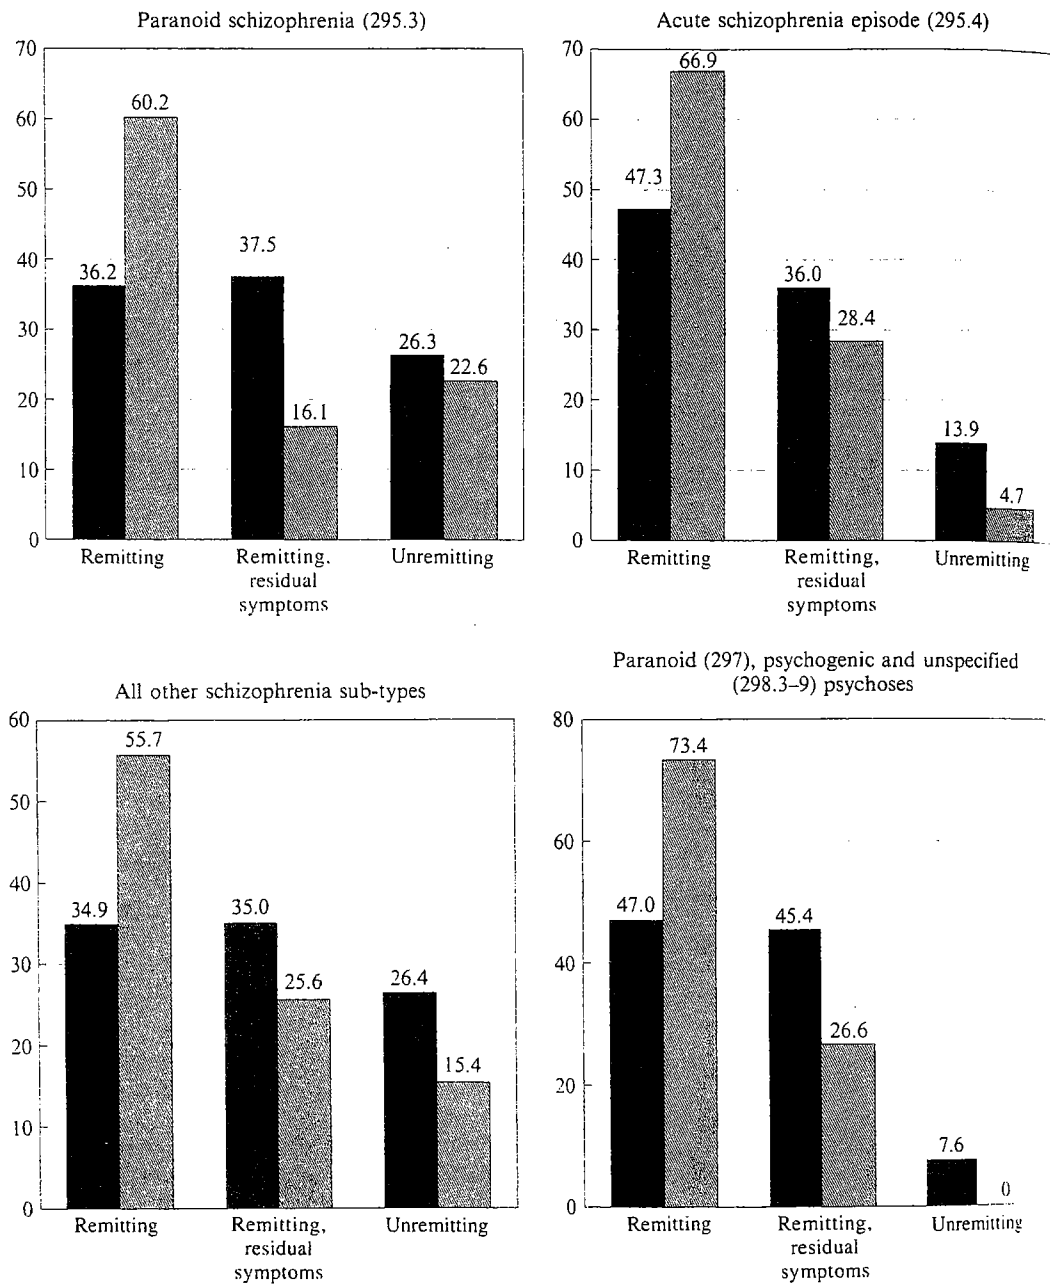 Paranoid schizophrenia (295.3)
70
60
50
40
30
20
10
0
60.2
36.2
37.5
16.1
26.3
22.6
Remitting
Remitting,
residual
symptoms
Unremitting
Acute schizophrenia episode (295.4)
70
60
50
40
30
20
10
0
66.9
47.3
36.0
28.4
13.9
4.7
Remitting
Remitting,
residual
symptoms
Unremitting
All other schizophrenia sub-types
60
50
40
30
20
10
0
55.7
34.9
35.0
25.6
26.4
15.4
Remitting
Remitting,
residual
symptoms
Unremitting
Paranoid (297), psychogenic and unspecified
(298.3–9) psychoses
80
60
40
20
0
73.4
47.0
45.4
26.6
7.6
0
Remitting
Remitting,
residual
symptoms
Unremitting